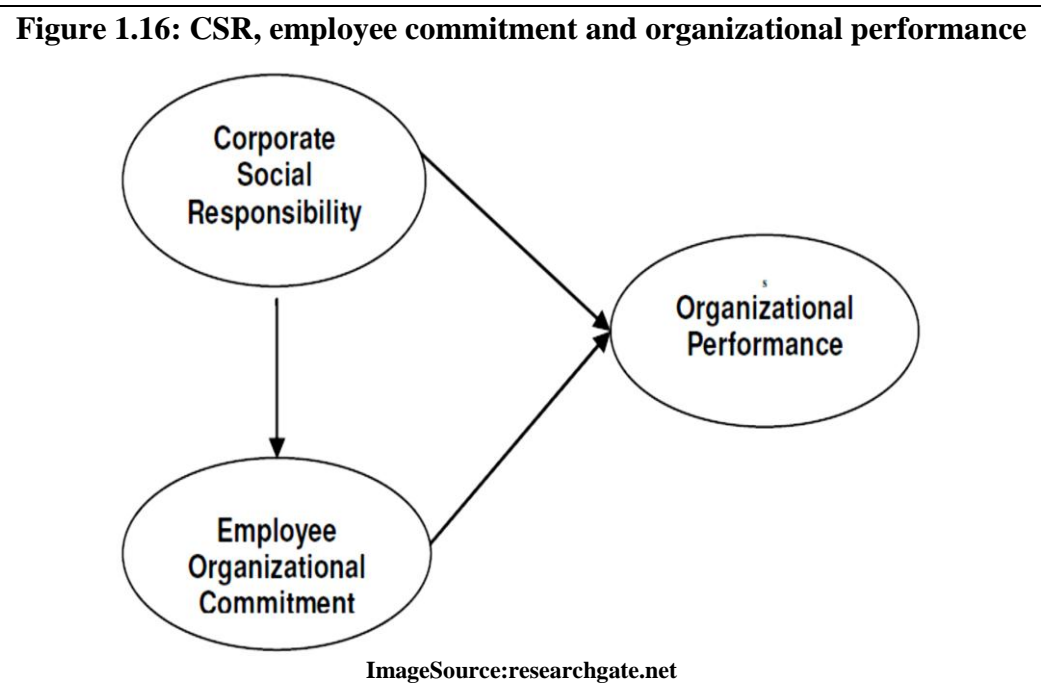 Figure 1.16: CSR, employee commitment and organizational performance
Corporate
Social
Responsibility
s
Organizational
Performance
Employee
Organizational
Commitment
ImageSource:researchgate.net